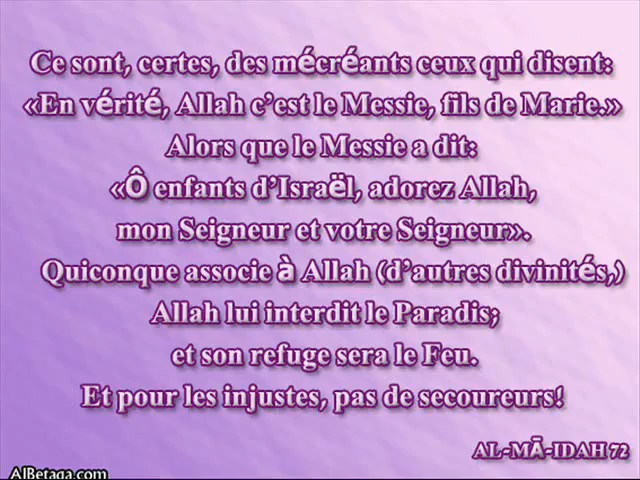 Ce sont, certes, des mécréants ceux qui disent:
«En vérité, Allah c’est le Messie, fils de Marie.»
Alors que le Messie a dit:
«Ô enfants d’Israël, adorez Allah,
mon Seigneur et votre Seigneur».
Quiconque associe à Allah (d’autres divinités,)
Allah lui interdit le Paradis;
et son refuge sera le Feu.
Et pour les injustes, pas de secoureurs!
AL-MĀ-IDAH 72
AlBetaqa.com